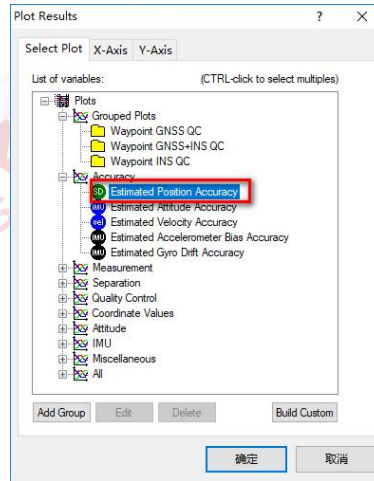 Plot Results ? ×
Select Plot X-Axis Y-Axis
List of variables: (CTRL-click to select multiples)
Plots
Grouped Plots
Waypoint GNSS QC
Waypoint GNSS+INS QC
Waypoint INS QC
Accuracy
SD Estimated Position Accuracy
IMU Estimated Attitude Accuracy
vel Estimated Velocity Accuracy
IMU Estimated Accelerometer Bias Accuracy
IMU Estimated Gyro Drift Accuracy
Measurement
Separation
Quality Control
Coordinate Values
Attitude
IMU
Miscellaneous
All
Add Group Edit Delete Build Custom
确定 取消